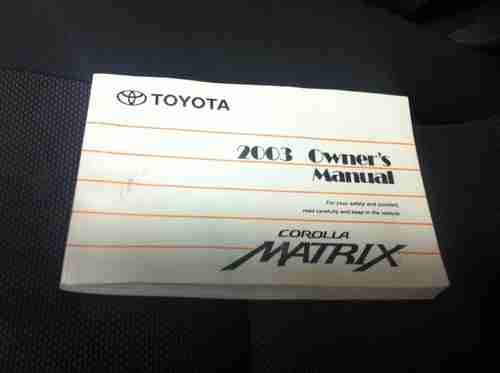 TOYOTA
2003 Owner's
Manual
For your safety and comfort,
read carefully and keep in the vehicle.
COROLLA
MATRIX